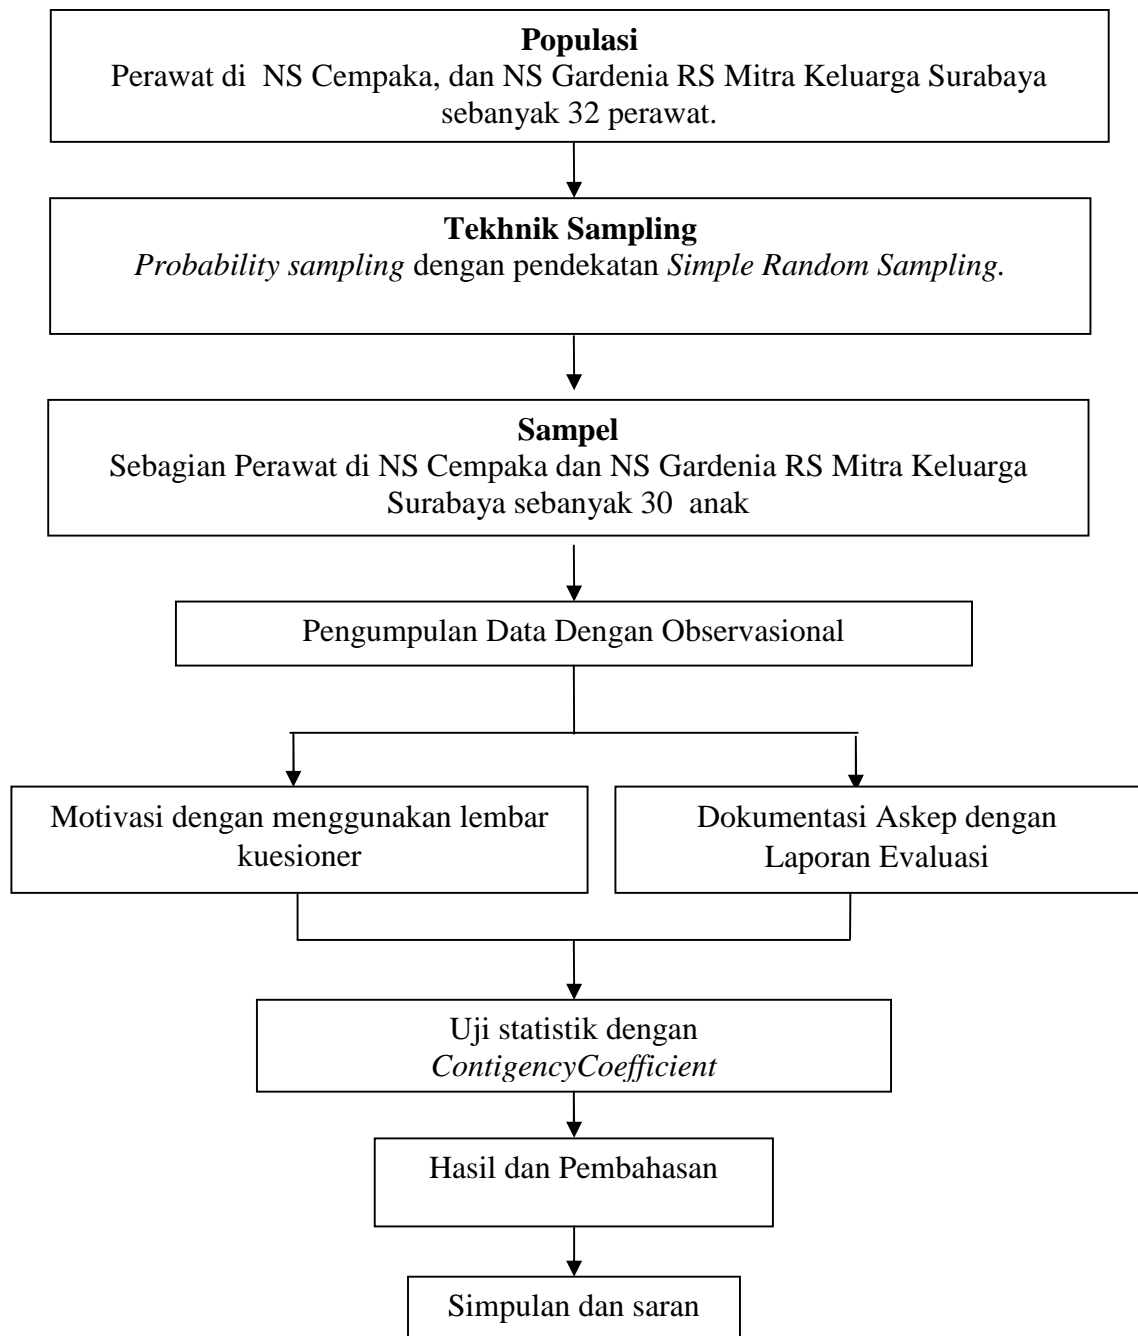 Populasi
Perawat di NS Cempaka, dan NS Gardenia RS Mitra Keluarga Surabaya
sebanyak 32 perawat.
Tekhnik Sampling
Probability sampling dengan pendekatan Simple Random Sampling.
Sampel
Sebagian Perawat di NS Cempaka dan NS Gardenia RS Mitra Keluarga
Surabaya sebanyak 30 anak
Pengumpulan Data Dengan Observasional
Motivasi dengan menggunakan lembar
kuesioner
Dokumentasi Askep dengan
Laporan Evaluasi
Uji statistik dengan
ContigencyCoefficient
Hasil dan Pembahasan
Simpulan dan saran